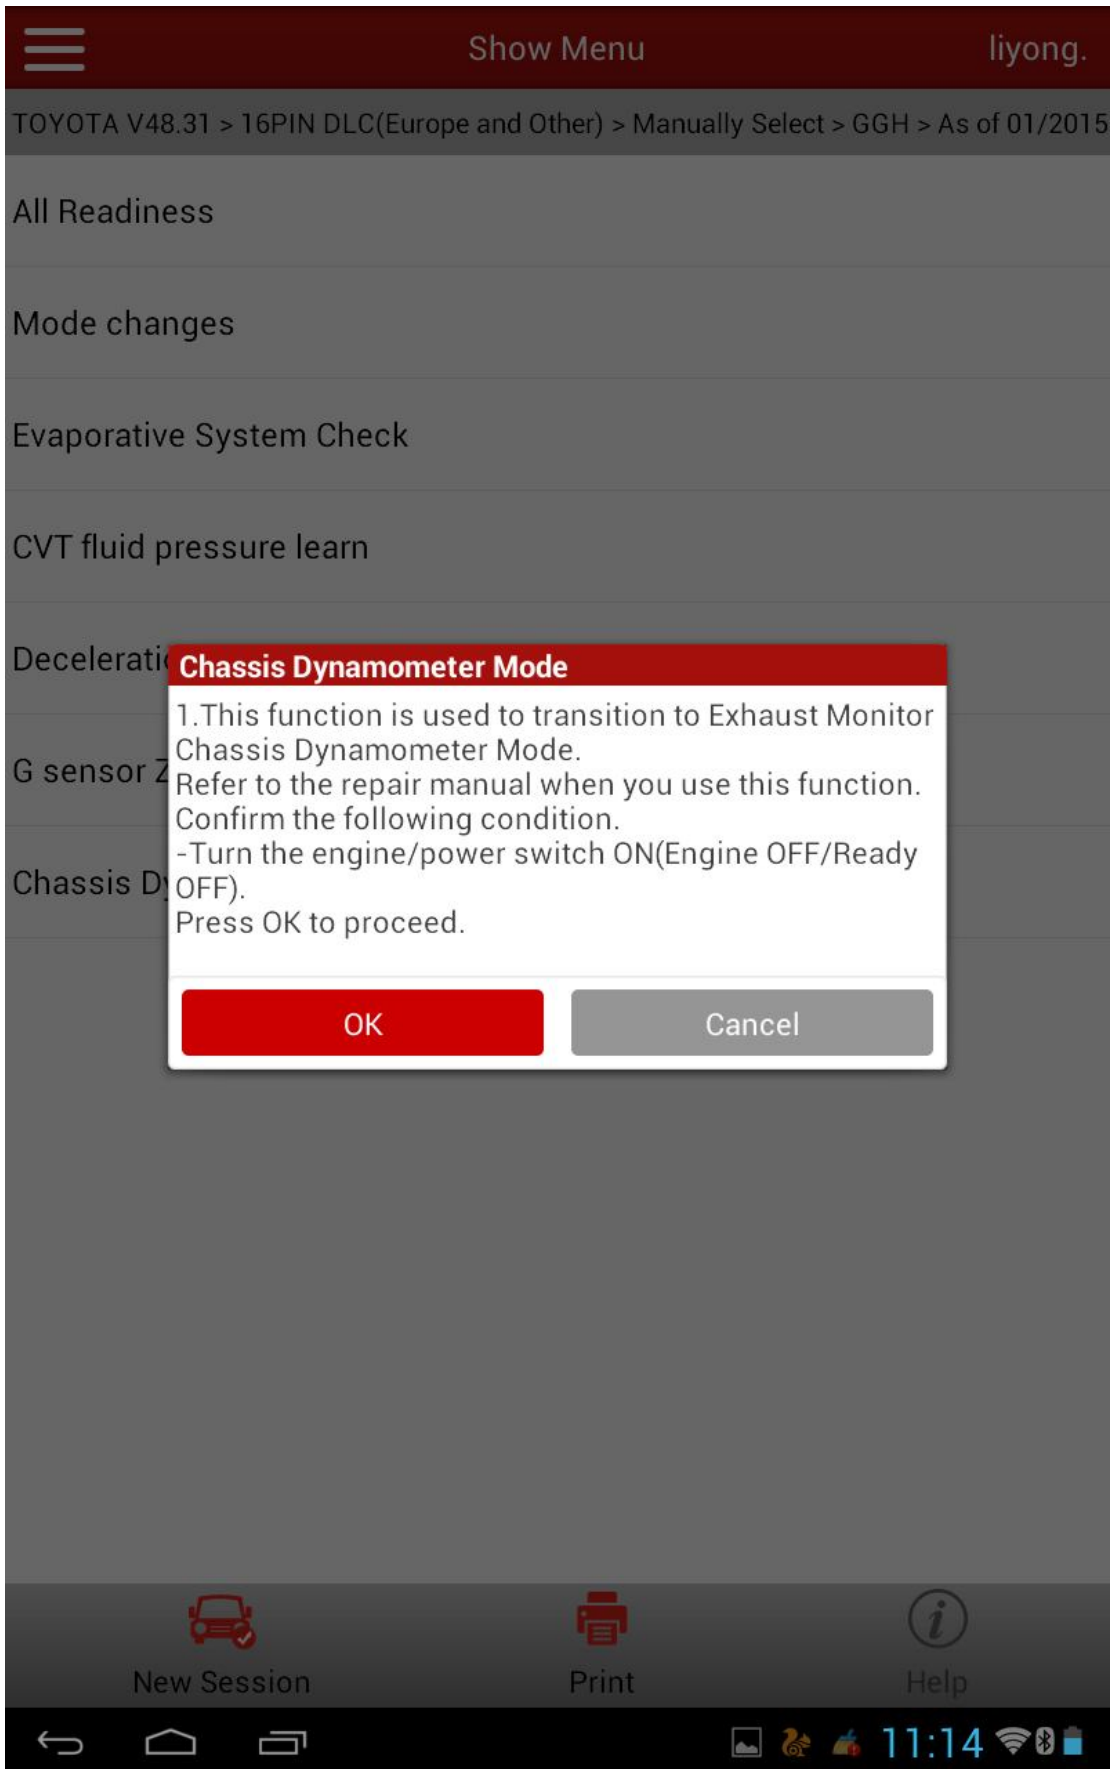 Show Menu
liyong.
TOYOTA V48.31 > 16PIN DLC(Europe and Other) > Manually Select > GGH > As of 01/2015
All Readiness
Mode changes
Evaporative System Check
CVT fluid pressure learn
Decelerati
G sensor
Chassis
Chassis Dynamometer Mode
1.This function is used to transition to Exhaust Monitor
Chassis Dynamometer Mode.
Refer to the repair manual when you use this function.
Confirm the following condition.
-Turn the engine/power switch ON(Engine OFF/Ready
OFF).
Press OK to proceed.
OK
Cancel
New Session
Print
Help
11:14